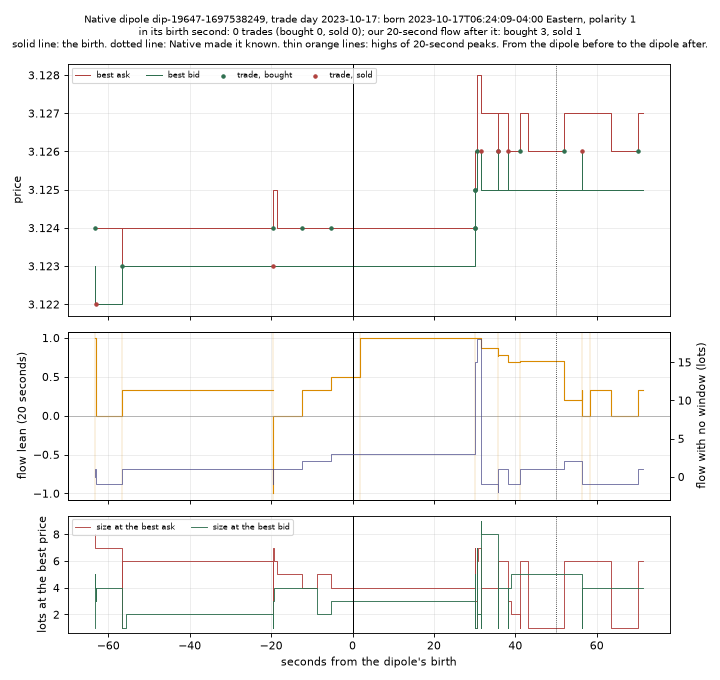 Native dipole dip-19647-1697538249, trade day 2023-10-17: born 2023-10-17T06:24:09-04:00 Eastern, polarity 1
in its birth second: 0 trades (bought 0, sold 0); our 20-second flow after it: bought 3, sold 1
solid line: the birth. dotted line: Native made it known. thin orange lines: highs of 20-second peaks. From the dipole before to the dipole after.
best ask
best bid
trade, bought
trade, sold
3.128
3.127
3.126
3.125
3.124
3.123
3.122
price
1.0
0.5
0.0
−0.5
−1.0
flow lean (20 seconds)
15
10
5
0
flow with no window (lots)
size at the best ask
size at the best bid
8
6
4
2
lots at the best price
−60
−40
−20
0
20
40
60
seconds from the dipole's birth